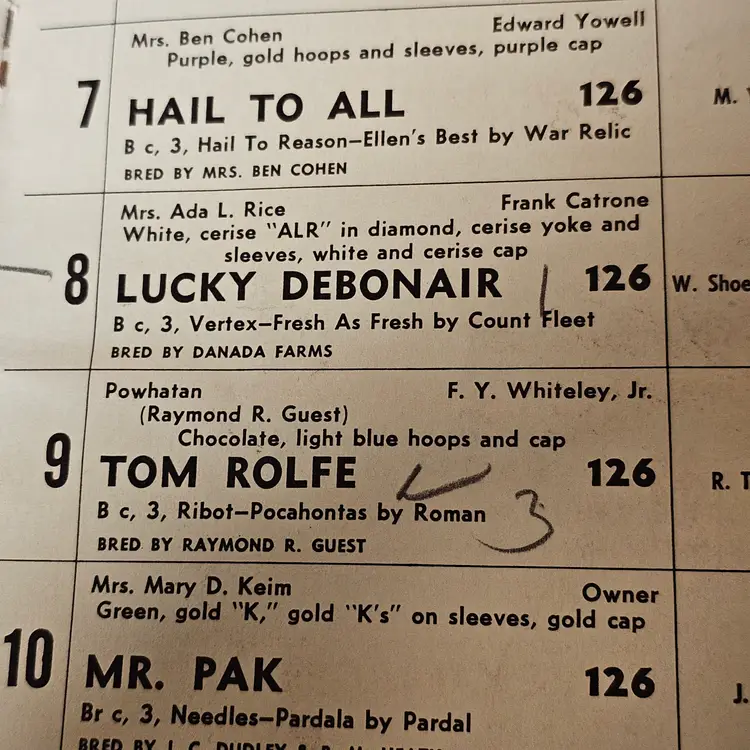 Mrs. Ben Cohen Edward Yowell
Purple, gold hoops and sleeves, purple cap
7 HAIL TO ALL 126 M.
B c, 3, Hail To Reason—Ellen's Best by War Relic
BRED BY MRS. BEN COHEN
Mrs. Ada L. Rice Frank Catrone
White, cerise "ALR" in diamond, cerise yoke and
sleeves, white and cerise cap
8 LUCKY DEBONAIR 1 126 W. Shoe
B c, 3, Vertex—Fresh As Fresh by Count Fleet
BRED BY DANADA FARMS
Powhatan F. Y. Whiteley, Jr.
(Raymond R. Guest)
Chocolate, light blue hoops and cap
9 TOM ROLFE 126 R. T
B c, 3, Ribot—Pocahontas by Roman 3
BRED BY RAYMOND R. GUEST
Mrs. Mary D. Keim Owner
Green, gold "K," gold "K's" on sleeves, gold cap
10 MR. PAK 126 J.
Br c, 3, Needles—Pardala by Pardal
BRED BY